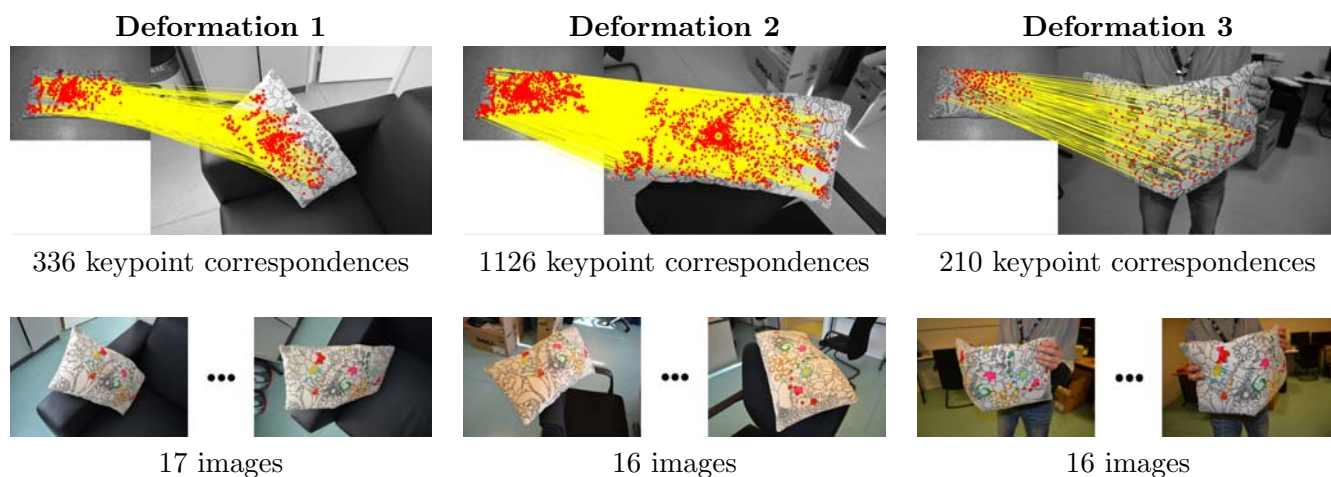 Deformation 1 Deformation 2 Deformation 3
DELL
336 keypoint correspondences 1126 keypoint correspondences 210 keypoint correspondences
17 images 16 images 16 images